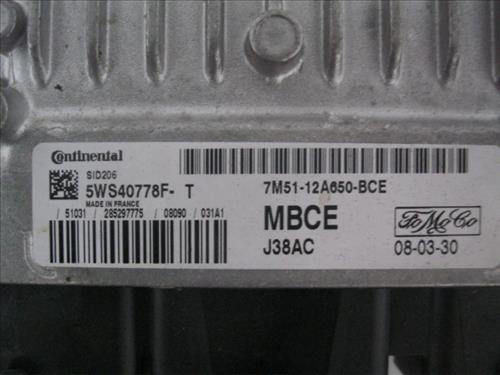 Continental
SID206
5WS40778F- T
MADE IN FRANCE
/ 51031 / 285297775 / 08090 / 031A1
7M51-12A650-BCE
MBCE
FoMoCo
J38AC
08-03-30